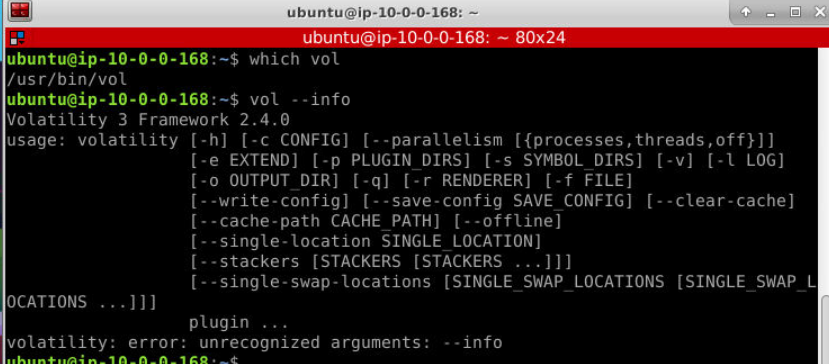 ubuntu@ip-10-0-0-168: ~
ubuntu@ip-10-0-0-168: ~ 80x24
ubuntu@ip-10-0-0-168:~$ which vol
/usr/bin/vol
ubuntu@ip-10-0-0-168:~$ vol --info
Volatility 3 Framework 2.4.0
usage: volatility [-h] [-c CONFIG] [--parallelism [{processes,threads,off}]]
[-e EXTEND] [-p PLUGIN_DIRS] [-s SYMBOL_DIRS] [-v] [-l LOG]
[-o OUTPUT_DIR] [-q] [-r RENDERER] [-f FILE]
[--write-config] [--save-config SAVE_CONFIG] [--clear-cache]
[--cache-path CACHE_PATH] [--offline]
[--single-location SINGLE_LOCATION]
[--stackers [STACKERS [STACKERS ...]]]
[--single-swap-locations [SINGLE_SWAP_LOCATIONS [SINGLE_SWAP_L
OCATIONS ...]]]
plugin ...
volatility: error: unrecognized arguments: --info
ubuntu@ip-10-0-0-168:~$